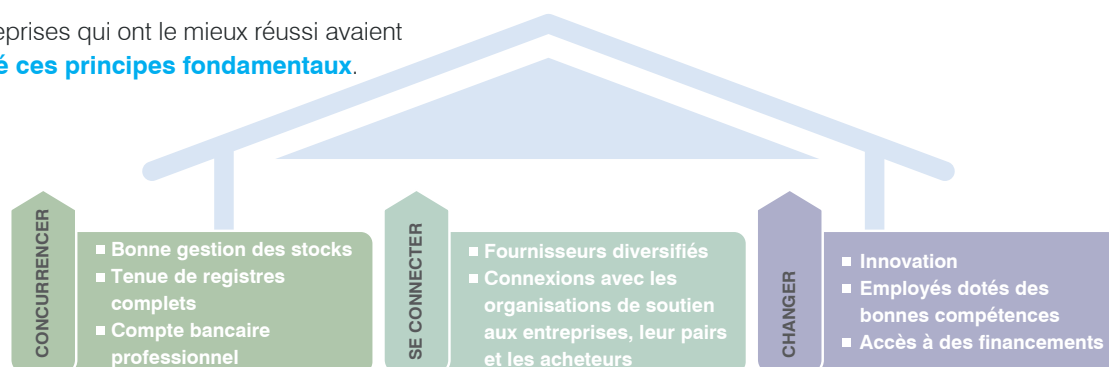 eprises qui ont le mieux réussi avaient
é ces principes fondamentaux.
CONCURRENCER
■ Bonne gestion des stocks
■ Tenue de registres
complets
■ Compte bancaire
professionnel
SE CONNECTER
■ Fournisseurs diversifiés
■ Connexions avec les
organisations de soutien
aux entreprises, leur pairs
et les acheteurs
CHANGER
■ Innovation
■ Employés dotés des
bonnes compétences
■ Accès à des financements